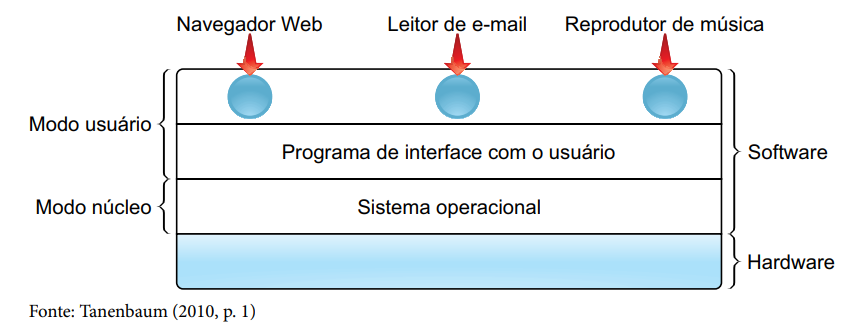 Navegador Web
Leitor de e-mail
Reprodutor de música
Modo usuário
Programa de interface com o usuário
Software
Modo núcleo
Sistema operacional
Hardware
Fonte: Tanenbaum (2010, p. 1)